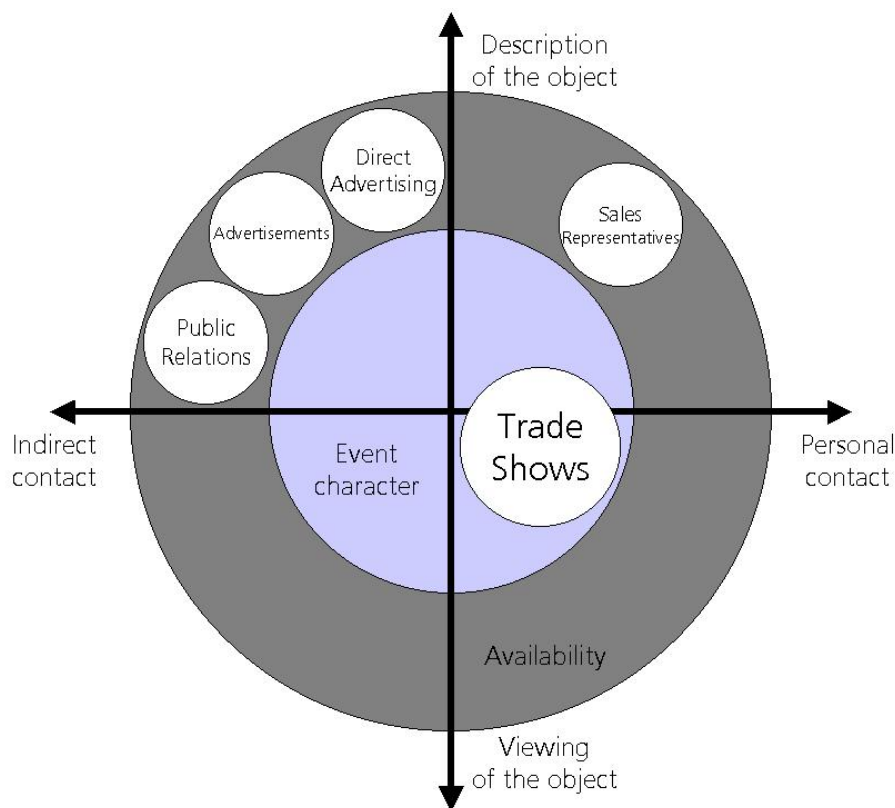 Description
of the object
Direct
Advertising
Sales
Representatives
Advertisements
Public
Relations
Indirect
contact
Event
character
Trade
Shows
Personal
contact
Availability
Viewing
of the object